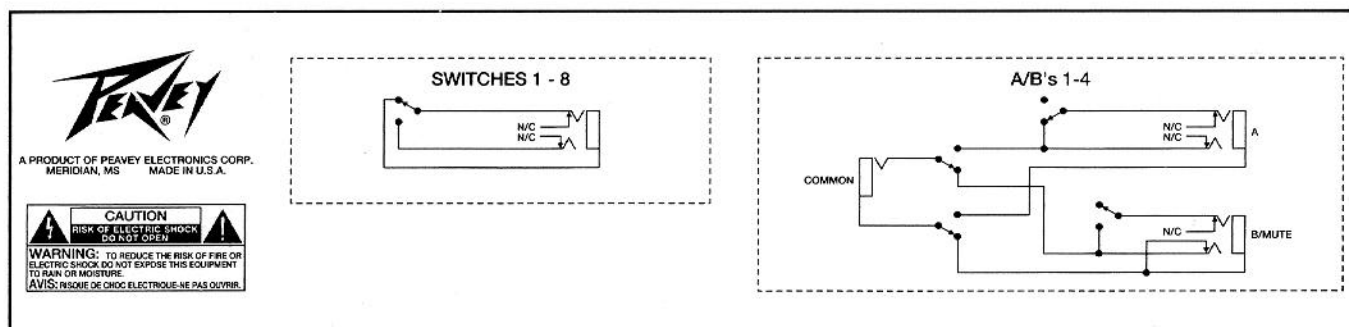 PEAVEY
®
A PRODUCT OF PEAVEY ELECTRONICS CORP.
MERIDIAN, MS MADE IN U.S.A.
CAUTION
RISK OF ELECTRIC SHOCK
DO NOT OPEN
WARNING: TO REDUCE THE RISK OF FIRE OR
ELECTRIC SHOCK DO NOT EXPOSE THIS EQUIPMENT
TO RAIN OR MOISTURE.
AVIS: RISQUE DE CHOC ELECTRIQUE-NE PAS OUVRIR.
SWITCHES 1 - 8
N/C
N/C
A/B's 1-4
N/C
N/C
A
COMMON
N/C
B/MUTE